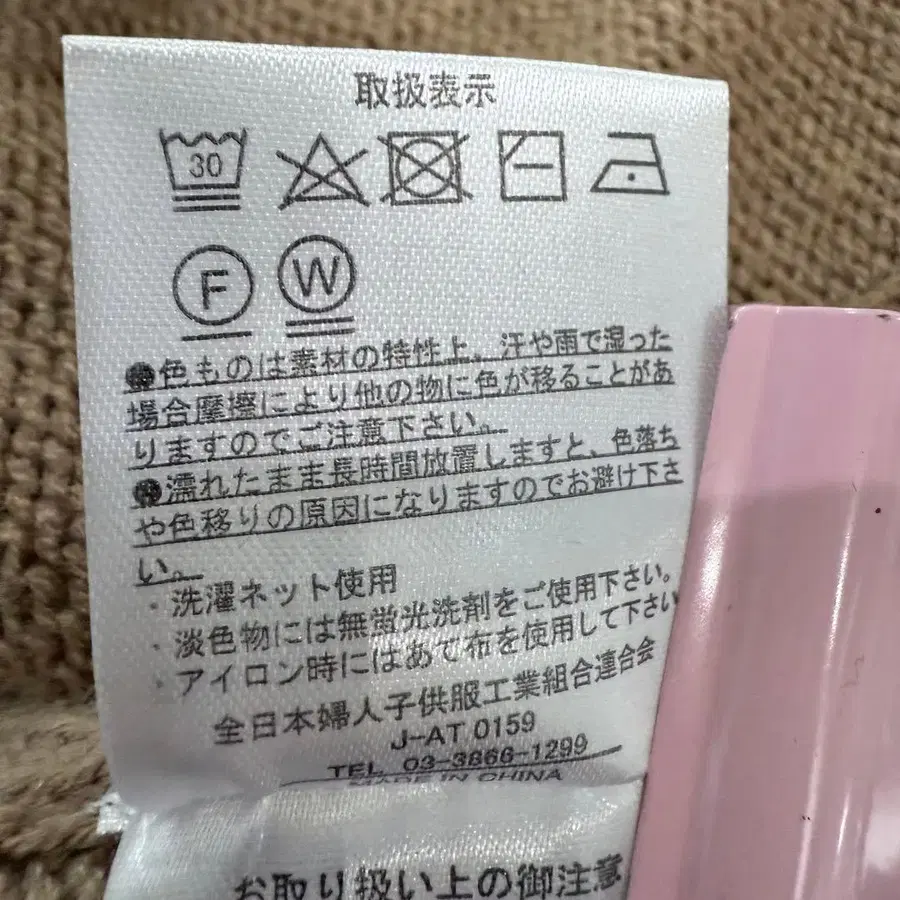 取扱表示
30
F W
●色ものは素材の特性上、汗や雨で湿った
場合摩擦により他の物に色が移ることがあ
りますのでご注意下さい。
●濡れたまま長時間放置しますと、色落ち
や色移りの原因になりますのでお避け下さ
い。
・洗濯ネット使用
・淡色物には無蛍光洗剤をご使用下さい。
・アイロン時にはあて布を使用して下さい
全日本婦人子供服工業組合連合会
J-AT 0159
TEL 03-3866-1299
MADE IN CHINA
お取り扱い上の御注意